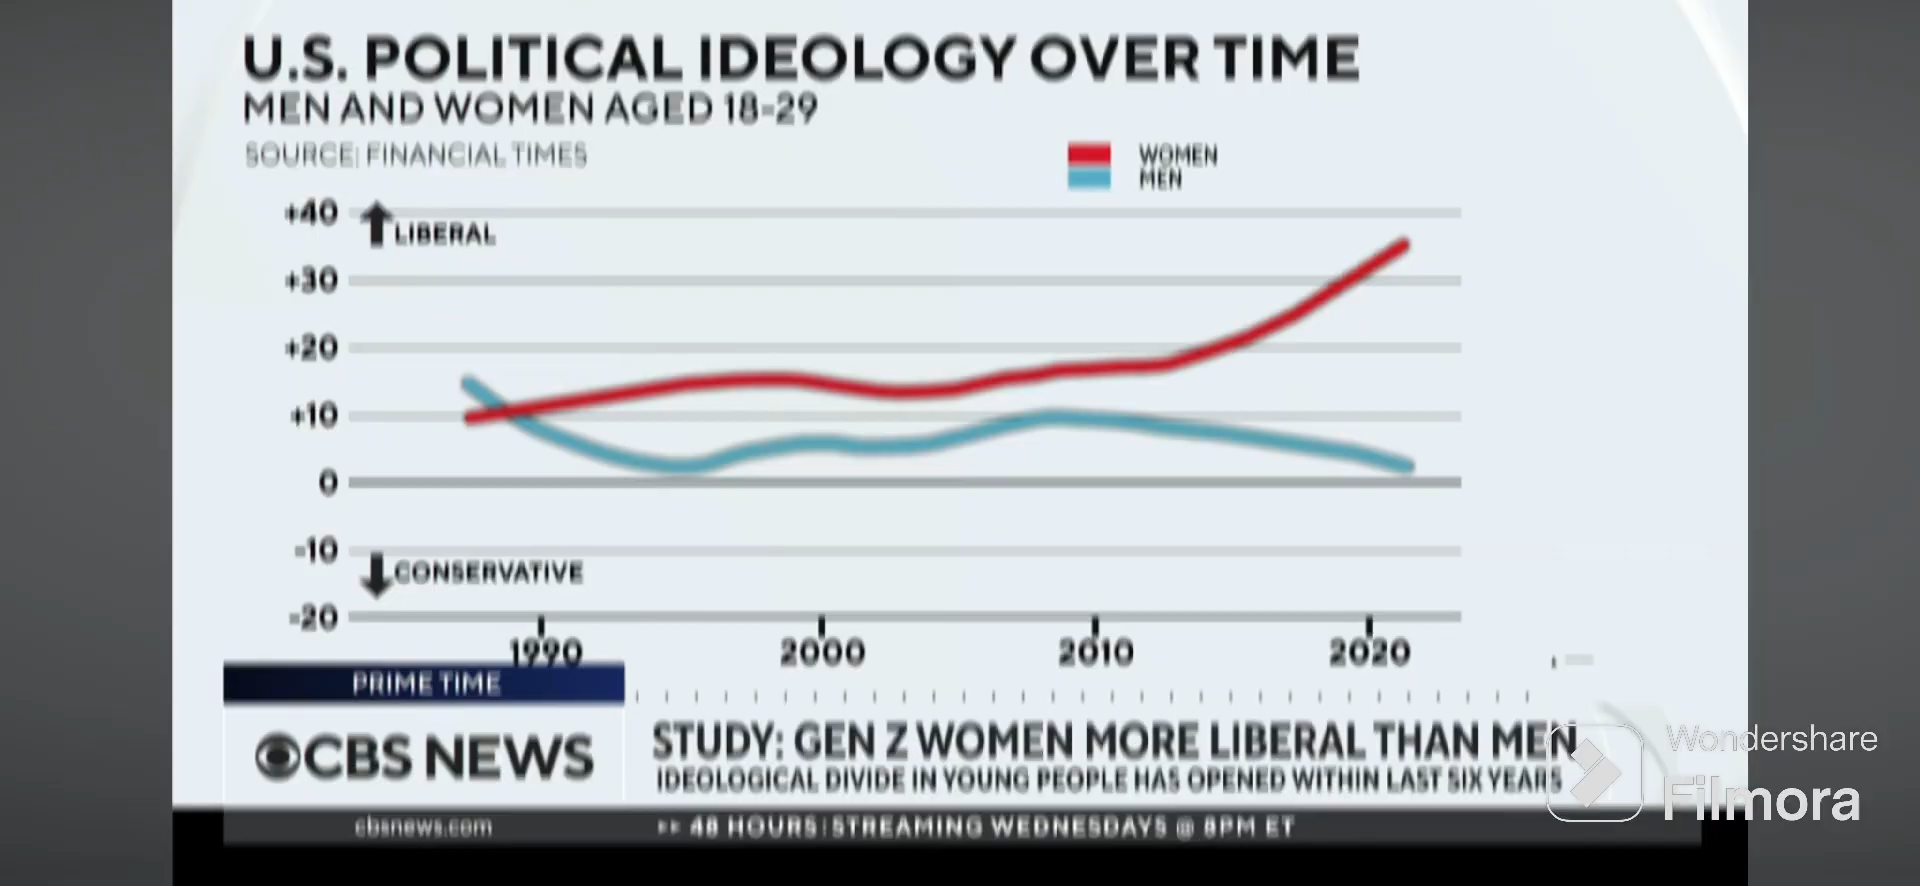 U.S. POLITICAL IDEOLOGY OVER TIME
MEN AND WOMEN AGED 18-29
SOURCE: FINANCIAL TIMES
WOMEN
MEN
+40
LIBERAL
+30
+20
+10
0
-10
CONSERVATIVE
-20
1990 2000 2010 2020
PRIME TIME
CBS NEWS
STUDY: GEN Z WOMEN MORE LIBERAL THAN MEN
IDEOLOGICAL DIVIDE IN YOUNG PEOPLE HAS OPENED WITHIN LAST SIX YEARS
Wondershare
Filmora
cbsnews.com
48 HOURS | STREAMING WEDNESDAYS @ 8PM ET